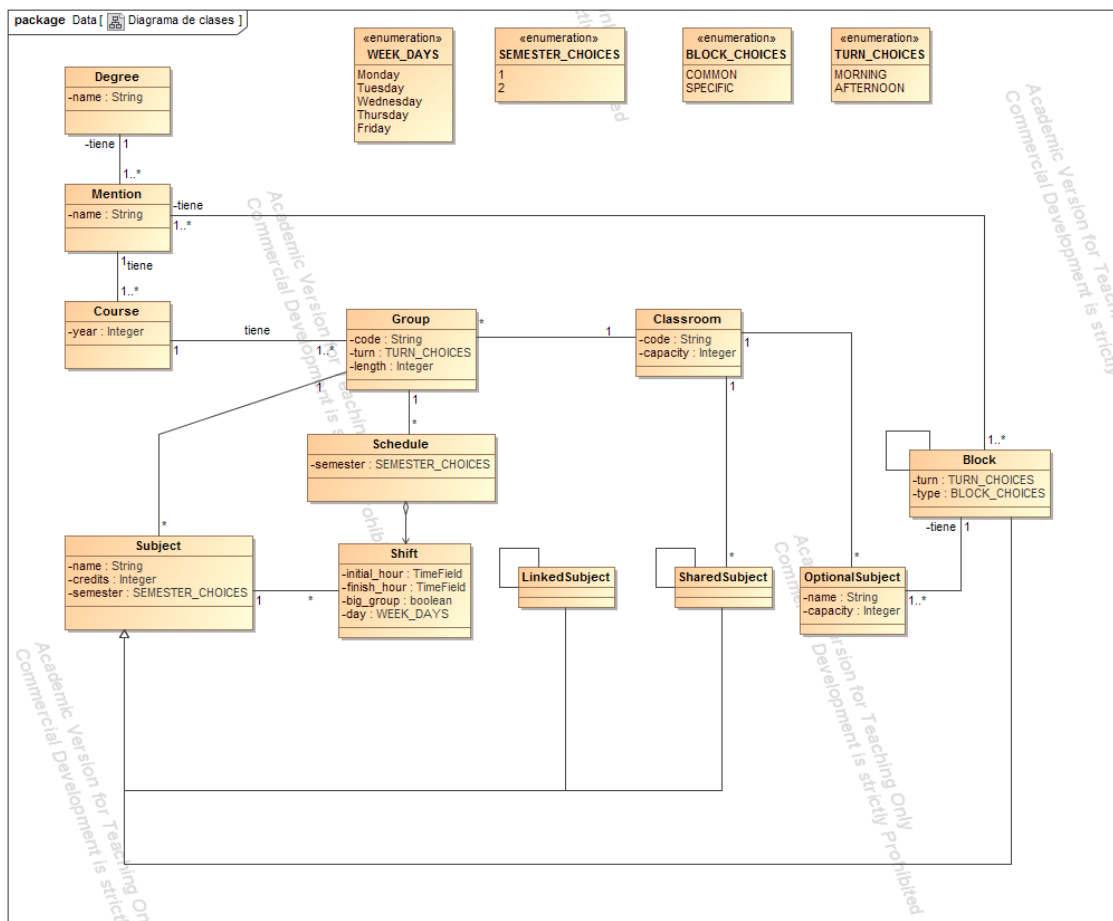 package Data [ Diagrama de clases ]
«enumeration»
WEEK_DAYS
Monday
Tuesday
Wednesday
Thursday
Friday
«enumeration»
SEMESTER_CHOICES
1
2
«enumeration»
BLOCK_CHOICES
COMMON
SPECIFIC
«enumeration»
TURN_CHOICES
MORNING
AFTERNOON
Degree
-name : String
-tiene 1
1..*
Mention
-name : String
-tiene
1..*
1 tiene
1..*
Course
-year : Integer
1
tiene
1..*
Group
-code : String
-turn : TURN_CHOICES
-length : Integer
*
1
Classroom
-code : String
-capacity : Integer
1
1
1
1
*
Schedule
-semester : SEMESTER_CHOICES
1..*
Block
-turn : TURN_CHOICES
-type : BLOCK_CHOICES
-tiene 1
*
Subject
-name : String
-credits : Integer
-semester : SEMESTER_CHOICES
1
*
Shift
-initial_hour : TimeField
-finish_hour : TimeField
-big_group : boolean
-day : WEEK_DAYS
LinkedSubject
*
SharedSubject
*
OptionalSubject
-name : String
-capacity : Integer
1..*
Academic Version for Teaching Only
Commercial Development is strictly Prohibited